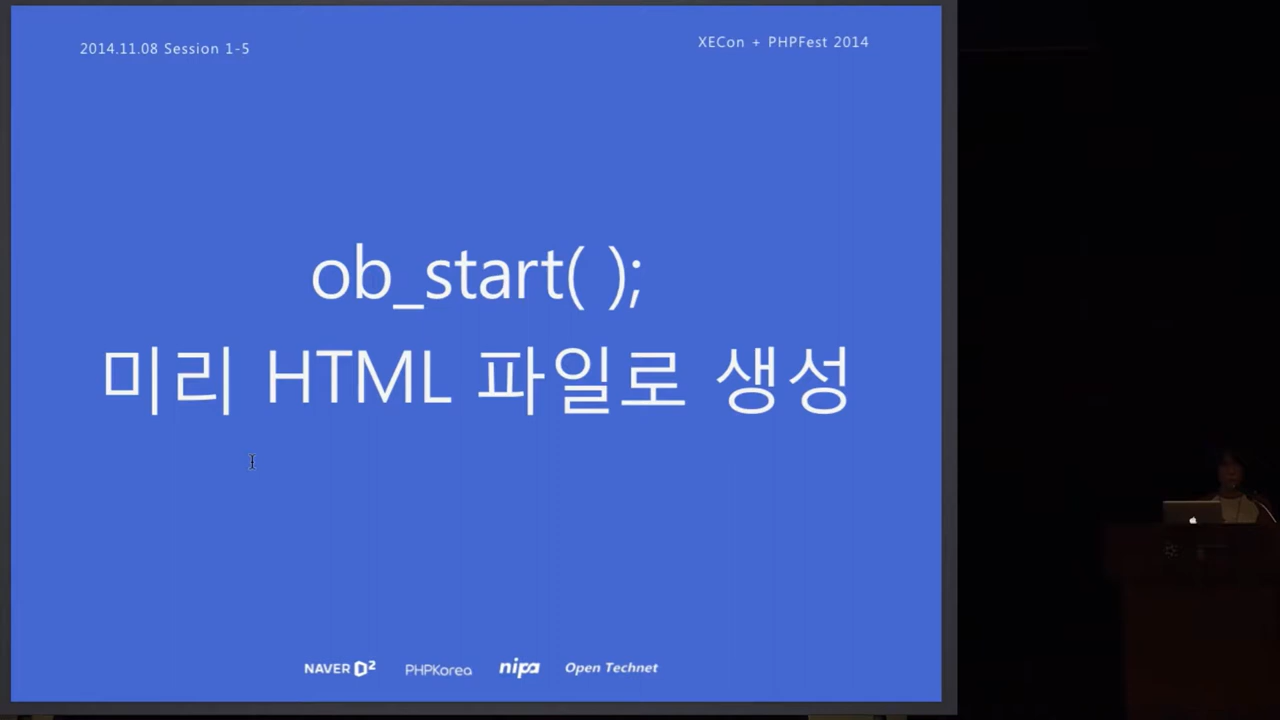 2014.11.08 Session 1-5
XECon + PHPFest 2014
ob_start( );
미리 HTML 파일로 생성
NAVER D2
PHPKorea
nipa
Open Technet